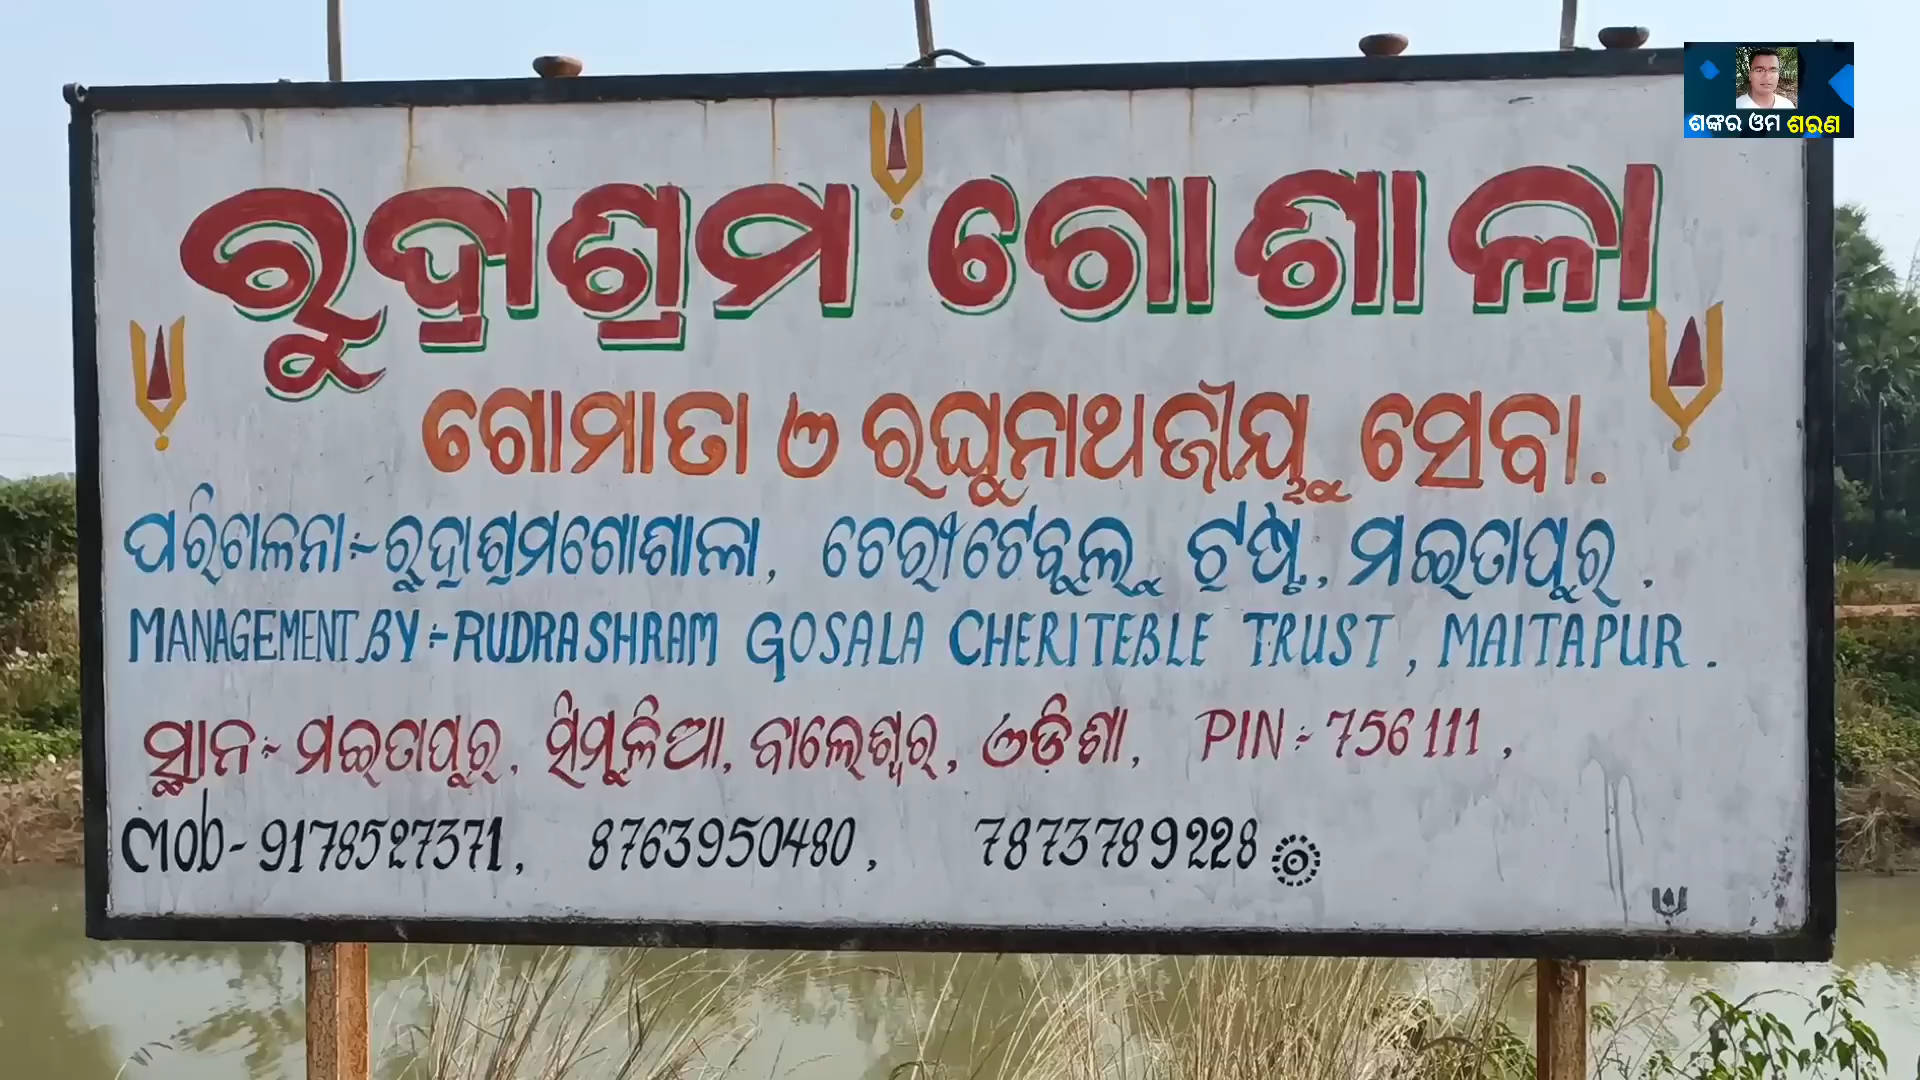 ଶଙ୍କର ଓମ ଶରଣ
ରୁଦ୍ରାଶ୍ରମ ଗୋଶାଳା
ଗୋମାତା ଓ ରଘୁନାଥଜୀୟୁଙ୍କ ସେବା.
ପରିଚାଳନା:-ରୁଦ୍ରାଶ୍ରମଗୋଶାଳା, ଚେରୀଟେବୁଲ୍ ଟ୍ରଷ୍ଟ, ମଇତାପୁର.
MANAGEMENT.BY:-RUDRASHRAM GOSALA CHERITEBLE TRUST, MAITAPUR.
ସ୍ଥାନ:- ମଇତାପୁର, ସିମୁଳିଆ, ବାଲେଶ୍ୱର, ଓଡ଼ିଶା, PIN:- 756111,
Mob-9178527371, 8763950480, 7873789228